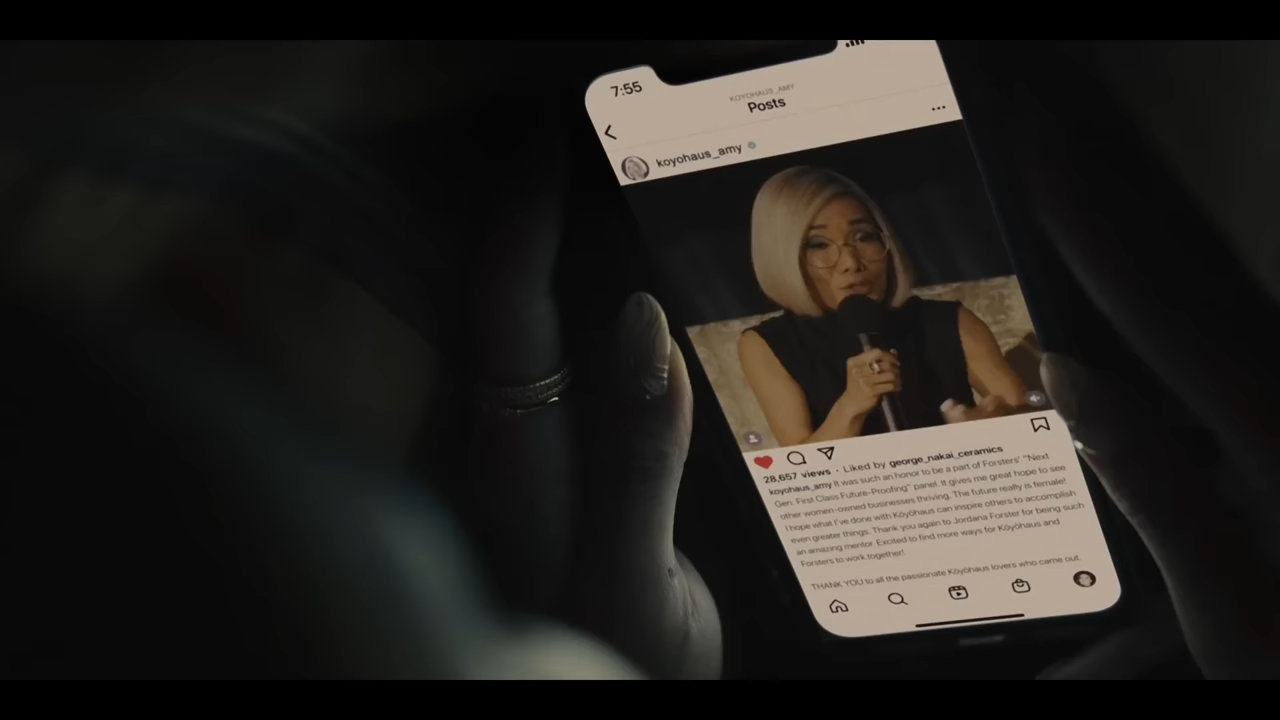 7:55
KOYOHAUS_AMY
Posts
koyohaus_amy
28,657 views · Liked by george_nakai_ceramics
koyohaus_amy It was such an honor to be a part of Forsters' "Next
Gen: First Class Future-Proofing" panel. It gives me great hope to see
other women-owned businesses thriving. The future really is female!
I hope what I've done with Kōyōhaus can inspire others to accomplish
even greater things. Thank you again to Jordana Forster for being such
an amazing mentor. Excited to find more ways for Kōyōhaus and
Forsters to work together!
THANK YOU to all the passionate Kōyōhaus lovers who came out.